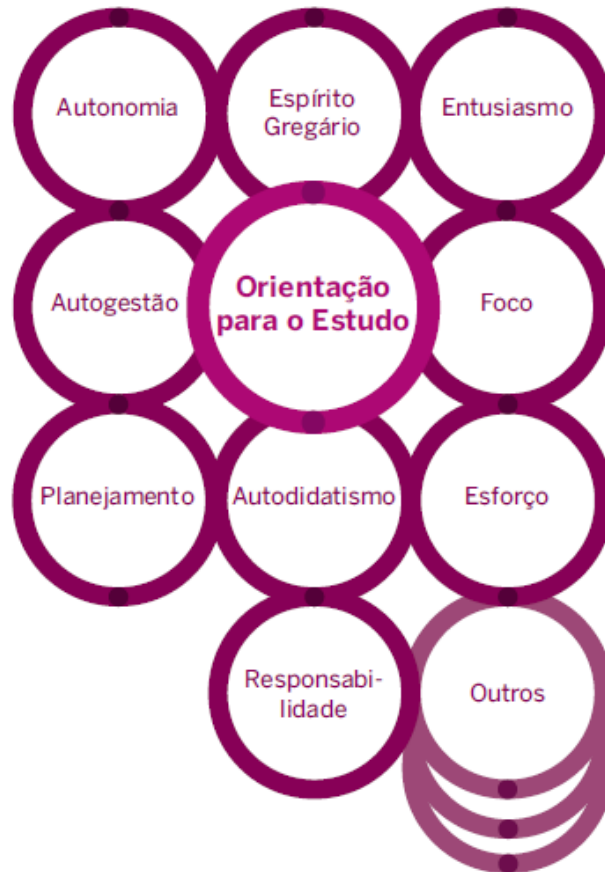 Autonomia
Espírito
Gregário
Entusiasmo
Autogestão
Orientação
para o Estudo
Foco
Planejamento
Autodidatismo
Esforço
Responsabi-
lidade
Outros